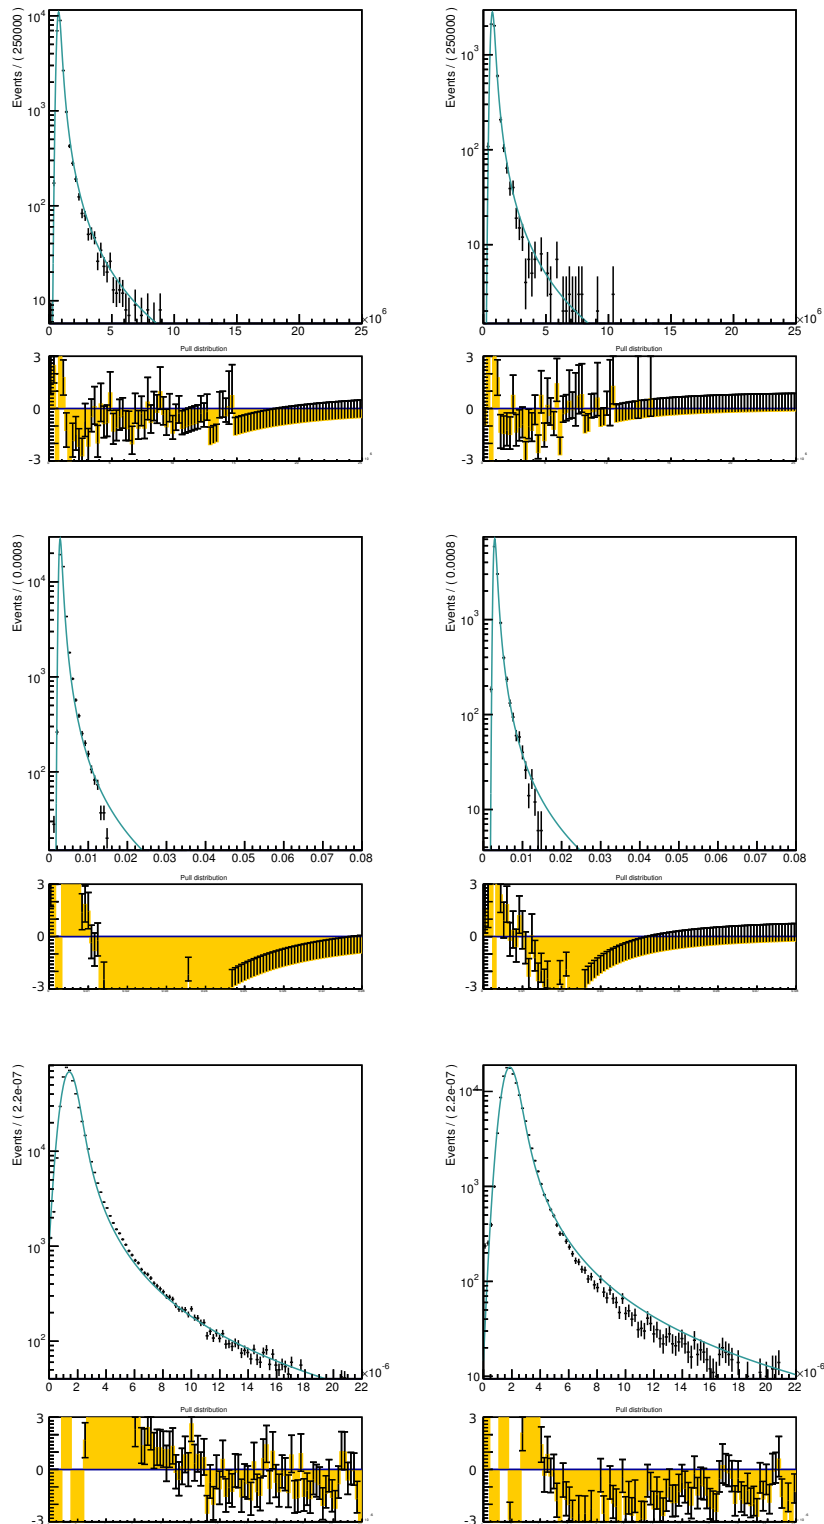 Events / ( 250000 )
10^4
10^3
10^2
10
0 5 10 15 20 25
×10^6
Pull distribution
3
0
-3
Events / ( 250000 )
10^3
10^2
10
0 5 10 15 20 25
×10^6
Pull distribution
3
0
-3
Events / ( 0.0008 )
10^4
10^3
10^2
0 0.01 0.02 0.03 0.04 0.05 0.06 0.07 0.08
Pull distribution
3
0
-3
Events / ( 0.0008 )
10^3
10^2
10
0 0.01 0.02 0.03 0.04 0.05 0.06 0.07 0.08
Pull distribution
3
0
-3
Events / ( 2.2e-07 )
10^4
10^3
10^2
0 2 4 6 8 10 12 14 16 18 20 22
×10^-6
Pull distribution
3
0
-3
Events / ( 2.2e-07 )
10^4
10^3
10^2
10
0 2 4 6 8 10 12 14 16 18 20 22
×10^-6
Pull distribution
3
0
-3